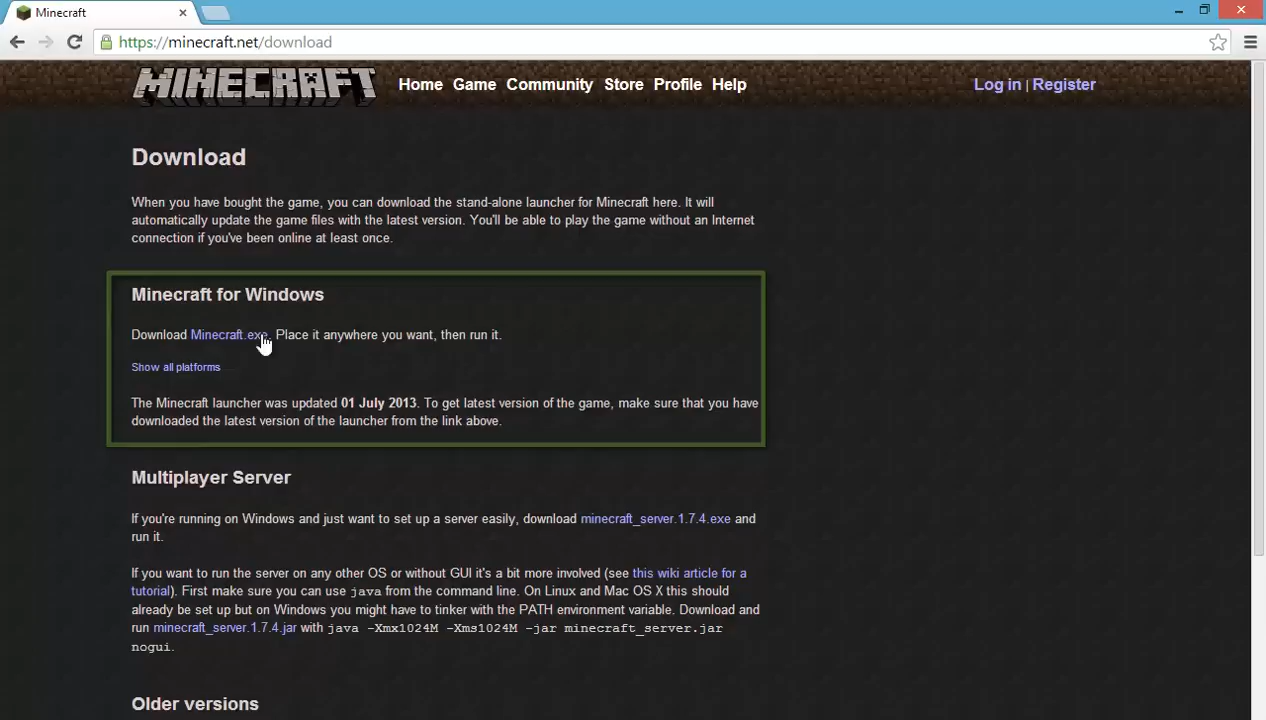 Minecraft
https://minecraft.net/download
MINECRAFT Home Game Community Store Profile Help Log in | Register
Download
When you have bought the game, you can download the stand-alone launcher for Minecraft here. It will
automatically update the game files with the latest version. You'll be able to play the game without an Internet
connection if you've been online at least once.
Minecraft for Windows
Download Minecraft.exe. Place it anywhere you want, then run it.
Show all platforms
The Minecraft launcher was updated 01 July 2013. To get latest version of the game, make sure that you have
downloaded the latest version of the launcher from the link above.
Multiplayer Server
If you're running on Windows and just want to set up a server easily, download minecraft_server.1.7.4.exe and
run it.
If you want to run the server on any other OS or without GUI it's a bit more involved (see this wiki article for a
tutorial). First make sure you can use java from the command line. On Linux and Mac OS X this should
already be set up but on Windows you might have to tinker with the PATH environment variable. Download and
run minecraft_server.1.7.4.jar with java -Xmx1024M -Xms1024M -jar minecraft_server.jar
nogui.
Older versions